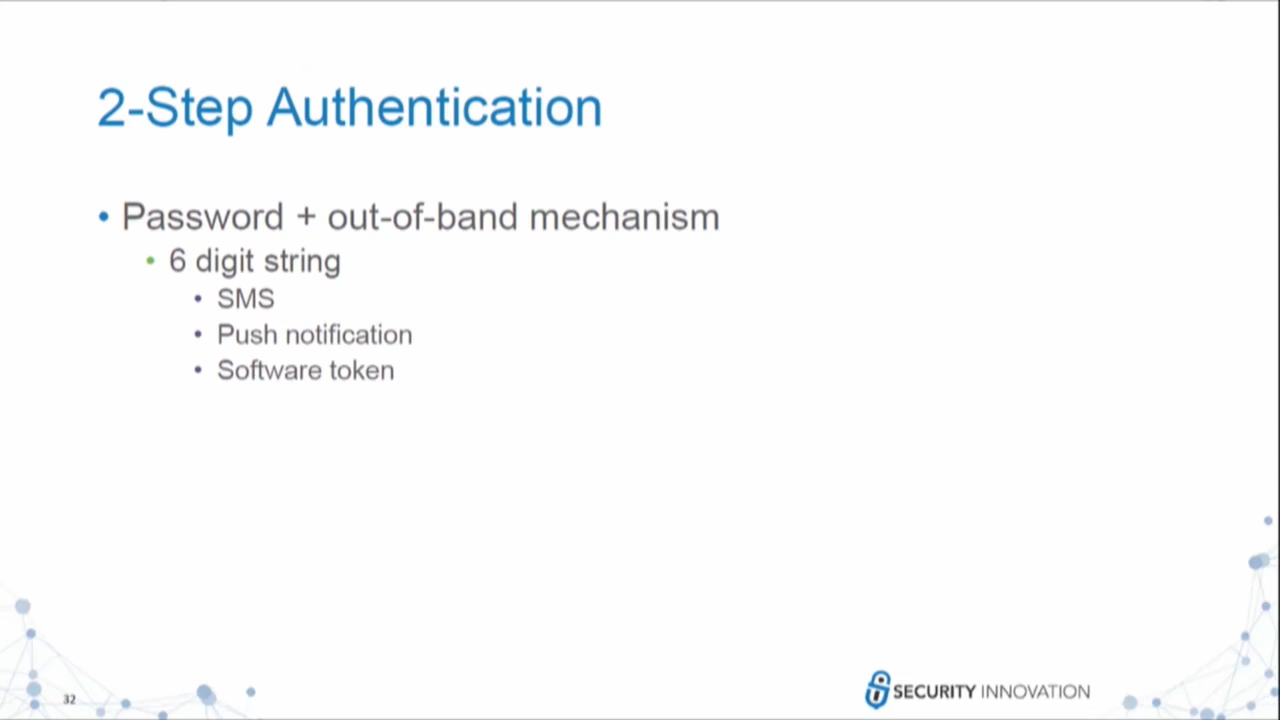 2-Step Authentication
• Password + out-of-band mechanism
• 6 digit string
• SMS
• Push notification
• Software token
32
SECURITY INNOVATION